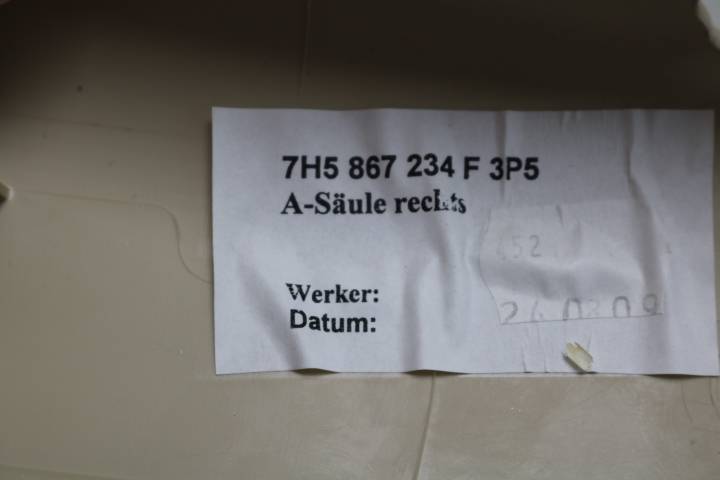 7H5 867 234 F 3P5
A-Säule rechts
Werker:
Datum: